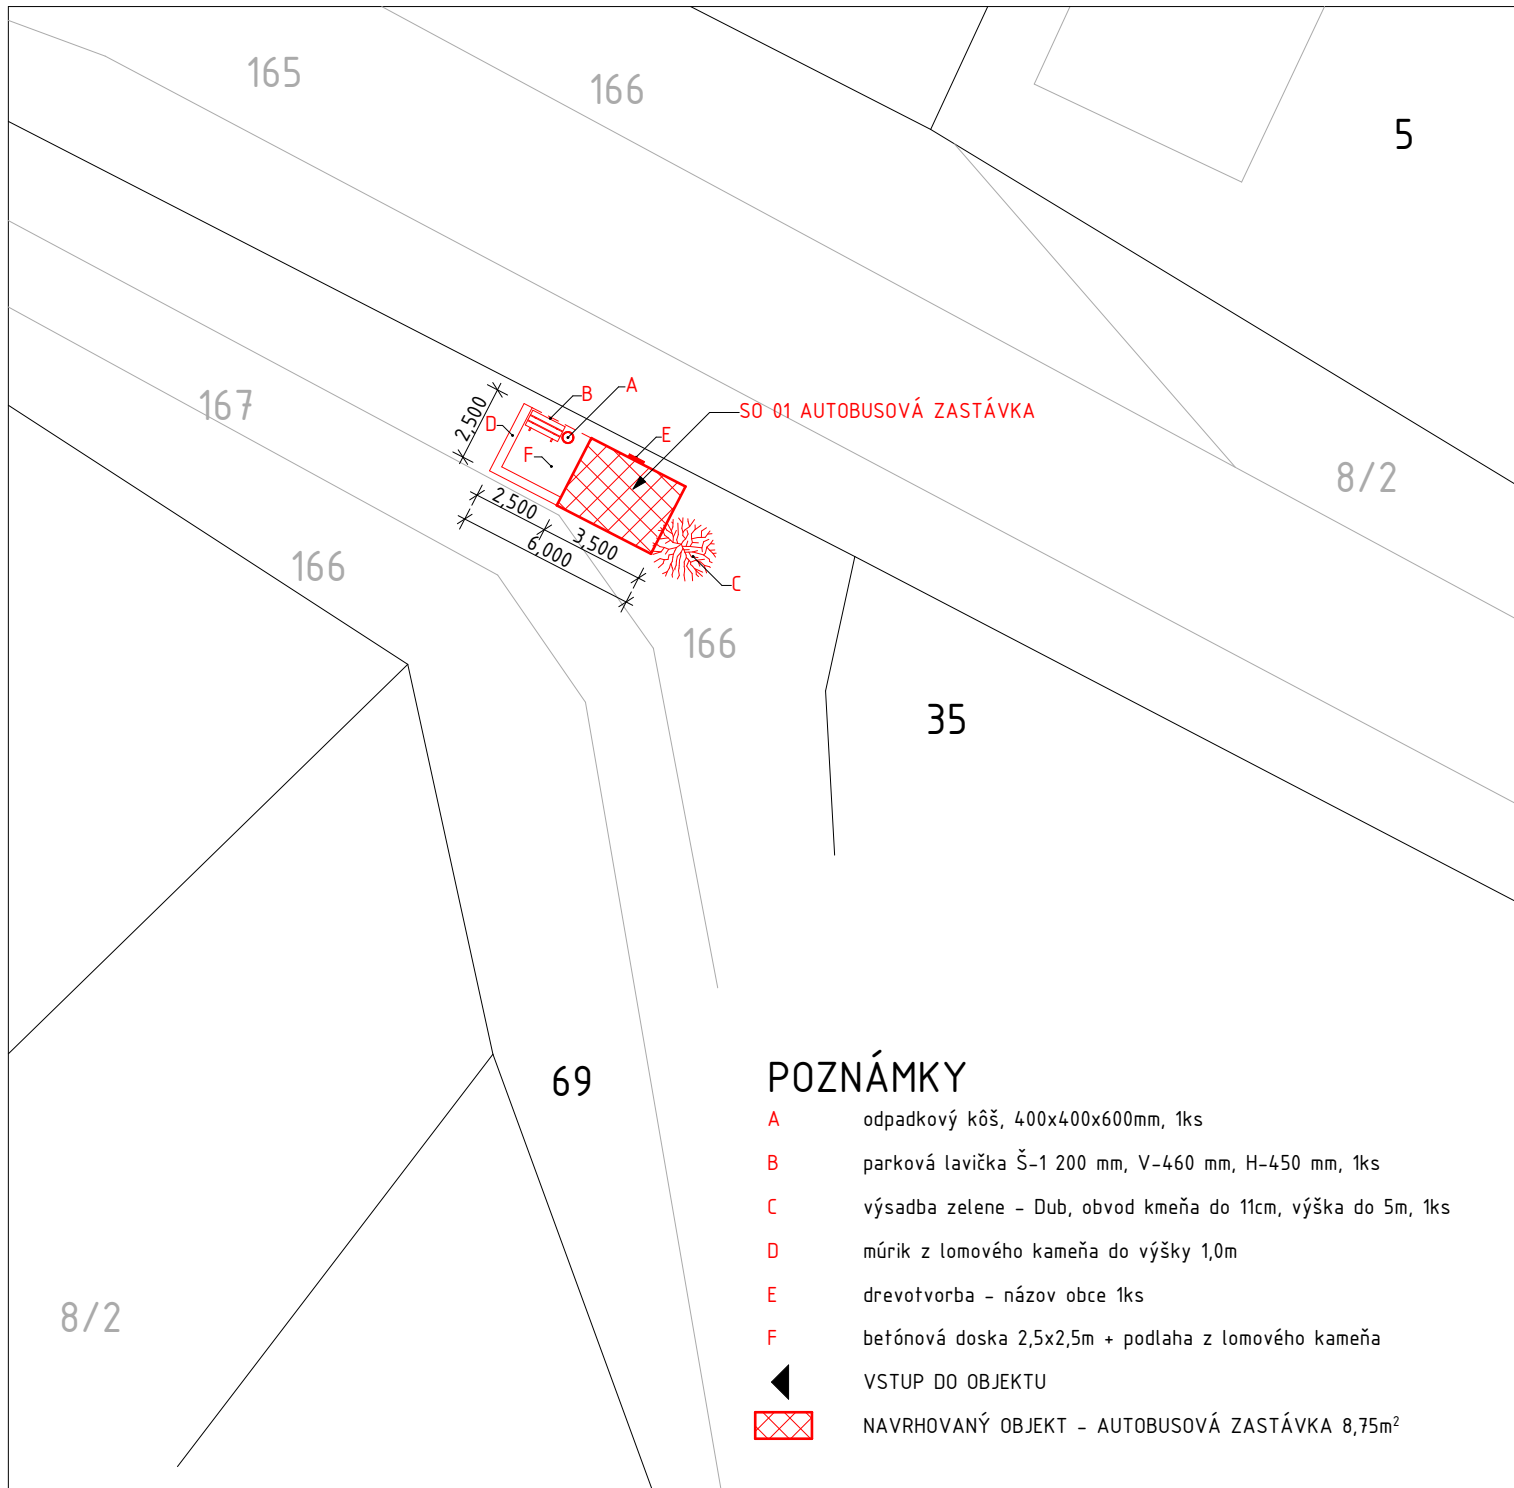 165
166
5
167
B
A
2,500
D
SO 01 AUTOBUSOVÁ ZASTÁVKA
E
F
8/2
2,500
3,500
6,000
166
C
166
35
69
8/2
POZNÁMKY
A odpadkový kôš, 400x400x600mm, 1ks
B parková lavička Š-1 200 mm, V-460 mm, H-450 mm, 1ks
C výsadba zelene - Dub, obvod kmeňa do 11cm, výška do 5m, 1ks
D múrik z lomového kameňa do výšky 1,0m
E drevotvorba - názov obce 1ks
F betónová doska 2,5x2,5m + podlaha z lomového kameňa
VSTUP DO OBJEKTU
NAVRHOVANÝ OBJEKT - AUTOBUSOVÁ ZASTÁVKA 8,75m²